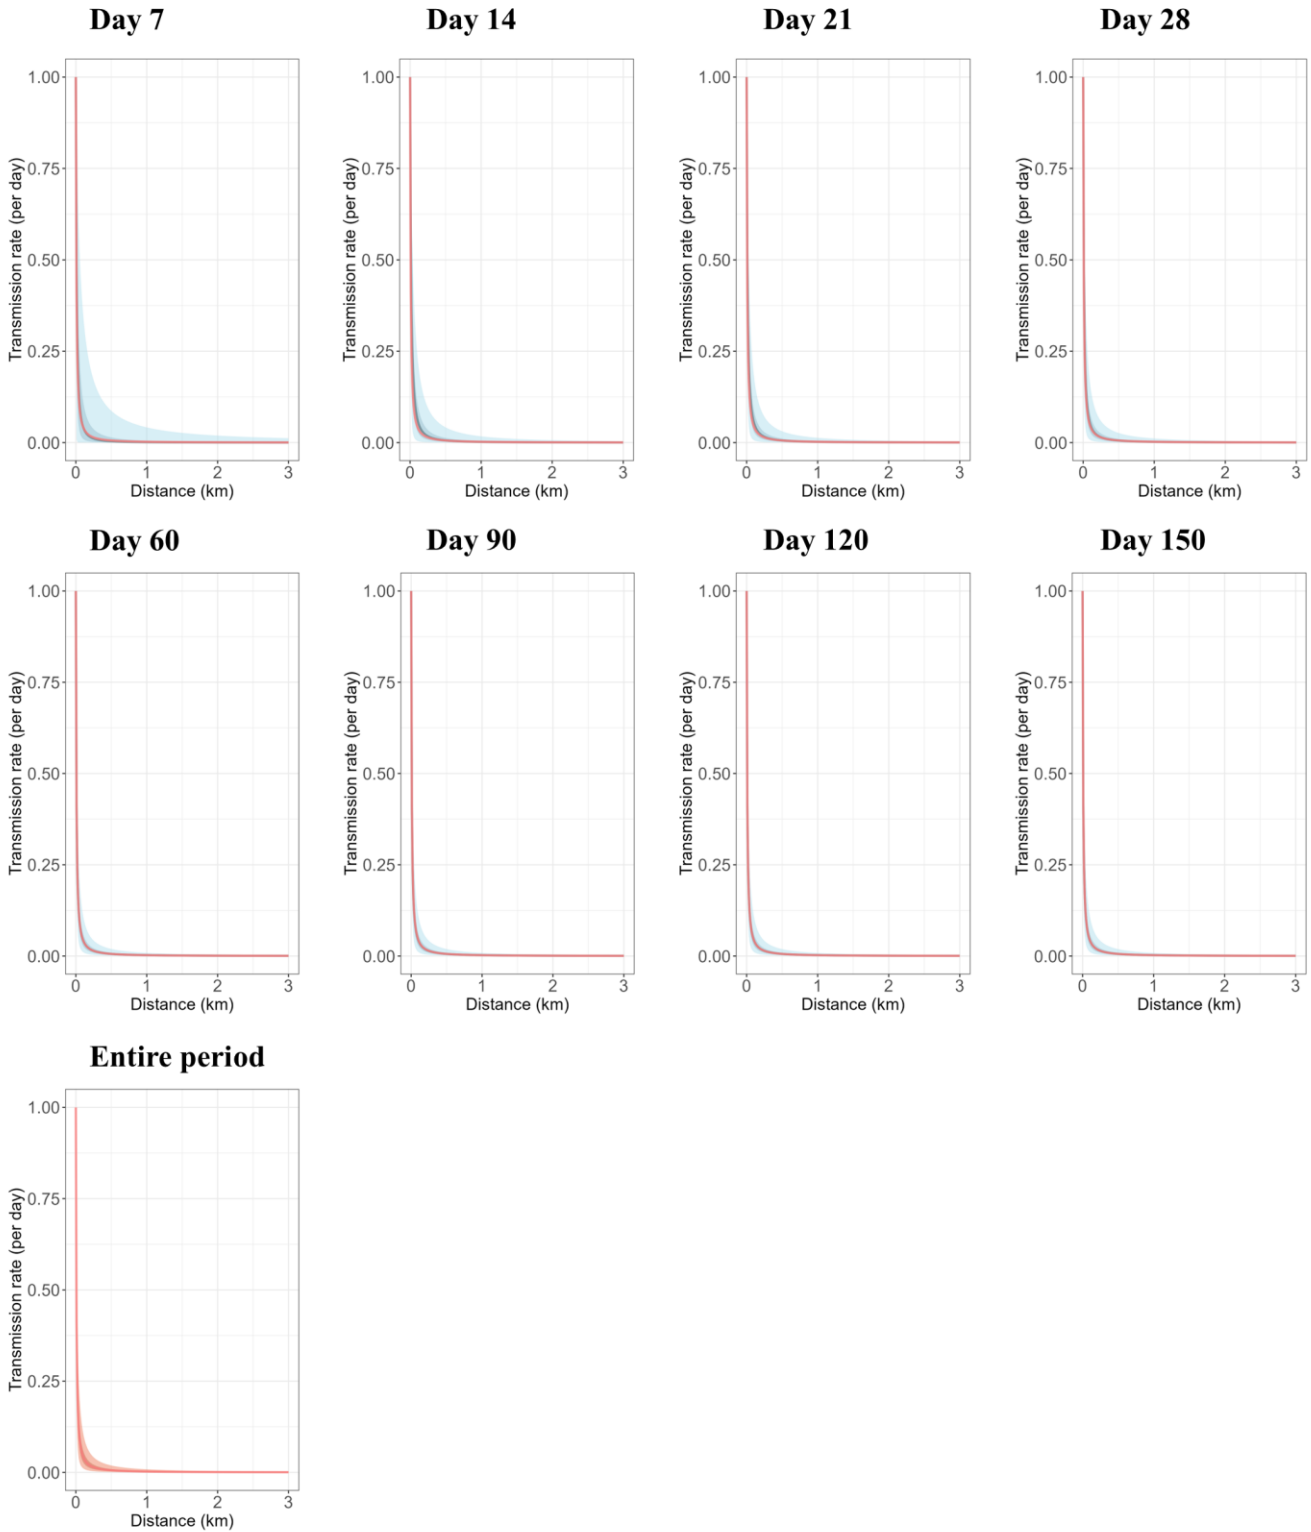 Day 7
Day 14
Day 21
Day 28
Transmission rate (per day)
1.00
0.75
0.50
0.25
0.00
0 1 2 3
Distance (km)
Transmission rate (per day)
1.00
0.75
0.50
0.25
0.00
0 1 2 3
Distance (km)
Transmission rate (per day)
1.00
0.75
0.50
0.25
0.00
0 1 2 3
Distance (km)
Transmission rate (per day)
1.00
0.75
0.50
0.25
0.00
0 1 2 3
Distance (km)
Day 60
Day 90
Day 120
Day 150
Transmission rate (per day)
1.00
0.75
0.50
0.25
0.00
0 1 2 3
Distance (km)
Transmission rate (per day)
1.00
0.75
0.50
0.25
0.00
0 1 2 3
Distance (km)
Transmission rate (per day)
1.00
0.75
0.50
0.25
0.00
0 1 2 3
Distance (km)
Transmission rate (per day)
1.00
0.75
0.50
0.25
0.00
0 1 2 3
Distance (km)
Entire period
Transmission rate (per day)
1.00
0.75
0.50
0.25
0.00
0 1 2 3
Distance (km)